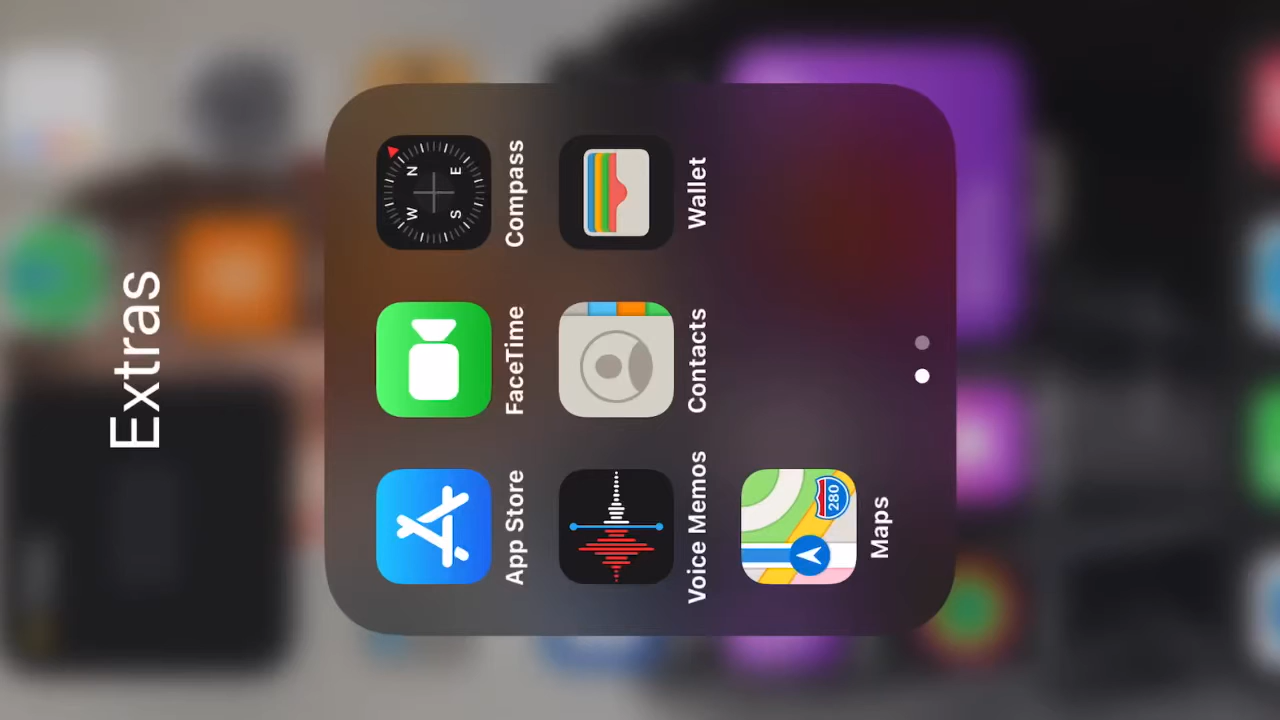 Extras
App Store
FaceTime
Compass
N
W
E
S
Voice Memos
Contacts
Wallet
280
Maps